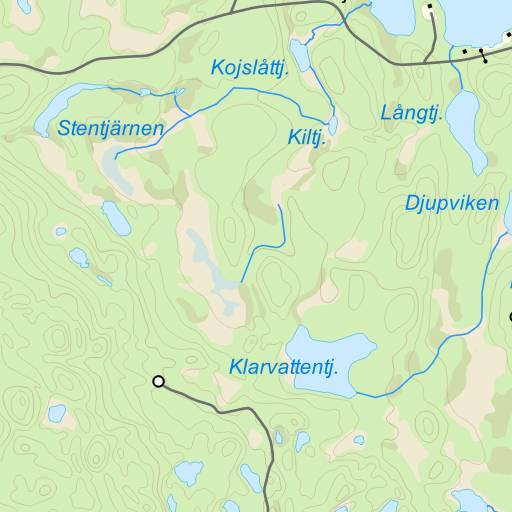 Kojslåttj.
Långtj.
Stentjärnen
Kiltj.
Djupviken
Klarvattentj.